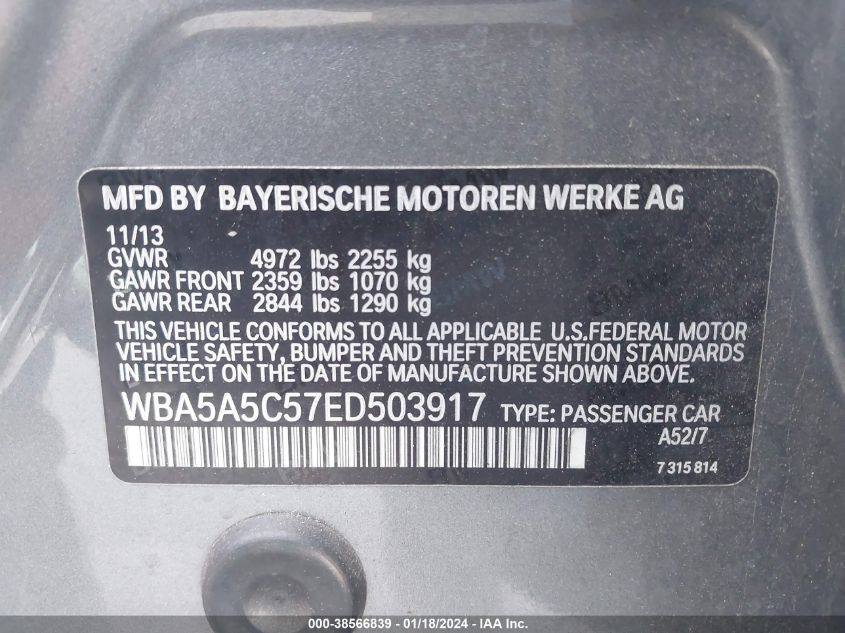 MFD BY BAYERISCHE MOTOREN WERKE AG
11/13
GVWR 4972 lbs 2255 kg
GAWR FRONT 2359 lbs 1070 kg
GAWR REAR 2844 lbs 1290 kg
THIS VEHICLE CONFORMS TO ALL APPLICABLE U.S.FEDERAL MOTOR
VEHICLE SAFETY, BUMPER AND THEFT PREVENTION STANDARDS
IN EFFECT ON THE DATE OF MANUFACTURE SHOWN ABOVE.
WBA5A5C57ED503917 TYPE: PASSENGER CAR
A52/7
7 315 814
000-38566839 - 01/18/2024 - IAA Inc.